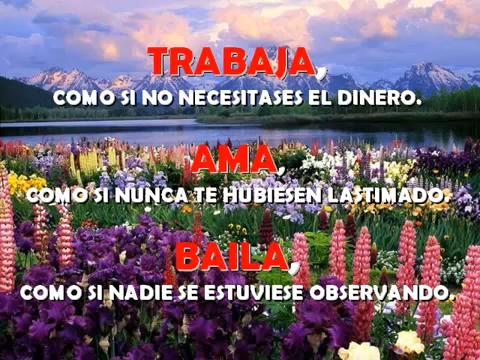 TRABAJA,
COMO SI NO NECESITASES EL DINERO.
AMA,
COMO SI NUNCA TE HUBIESEN LASTIMADO.
BAILA,
COMO SI NADIE SE ESTUVIESE OBSERVANDO.